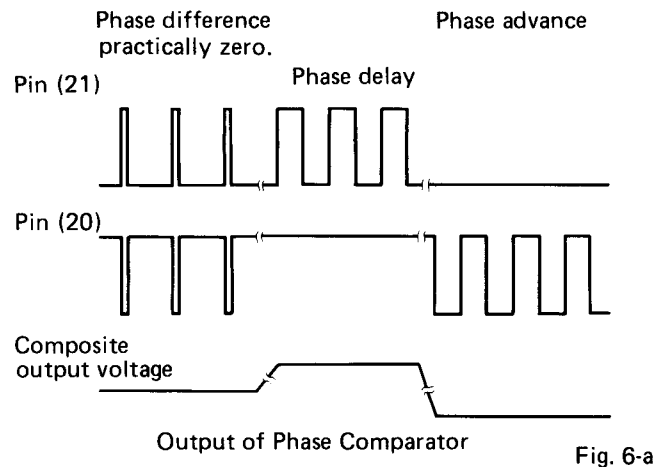 Phase difference
practically zero.
Phase advance
Phase delay
Pin (21)
Pin (20)
Composite
output voltage
Output of Phase Comparator
Fig. 6-a